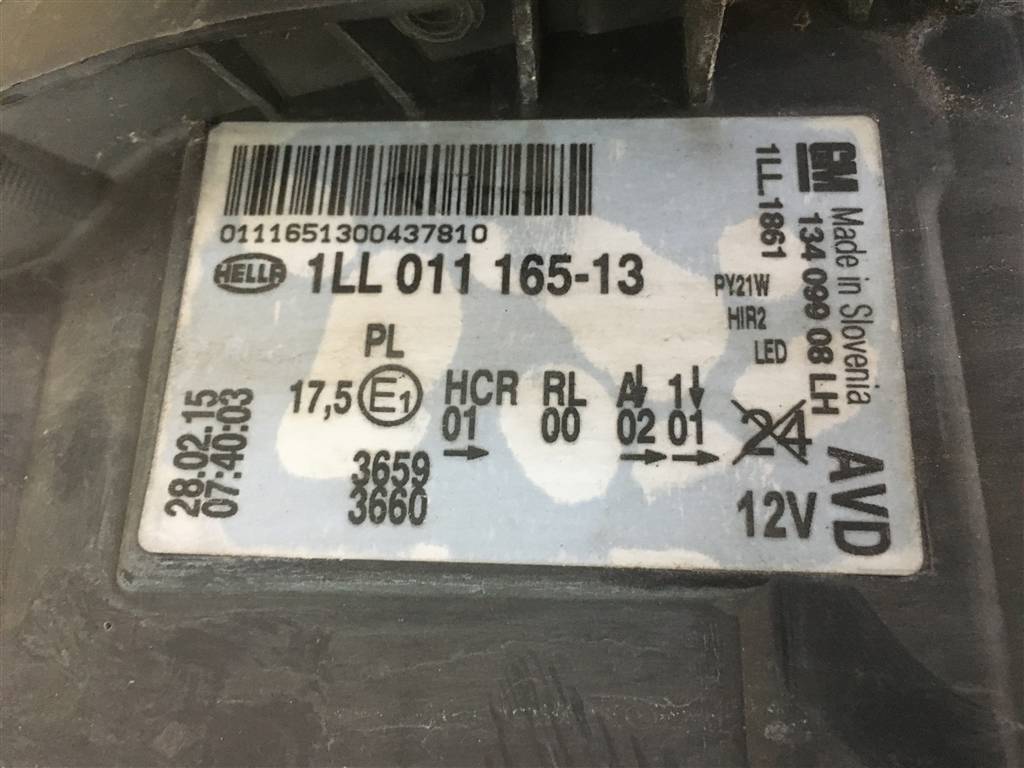 0111651300437810
HELLA 1LL 011 165-13
PL
17,5 E1 HCR RL A 1
01 00 02 01
3659
3660
28.02.15
07:40:03
1LL.1861
PY21W
HIR2
LED
24
12V
GM 134 099 08 LH
Made in Slovenia
AVD